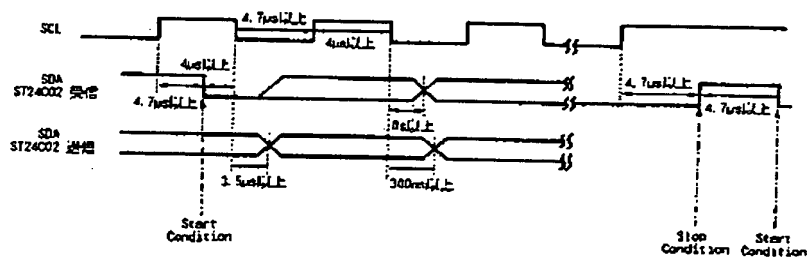 SCL
4.7μs以上
4μs以上
4μs以上
SDA
ST24C02 受信
4.7μs以上
0s以上
4.7μs以上
4.7μs以上
SDA
ST24C02 送信
3.5μs以上
300ns以上
Start
Condition
Stop
Condition
Start
Condition